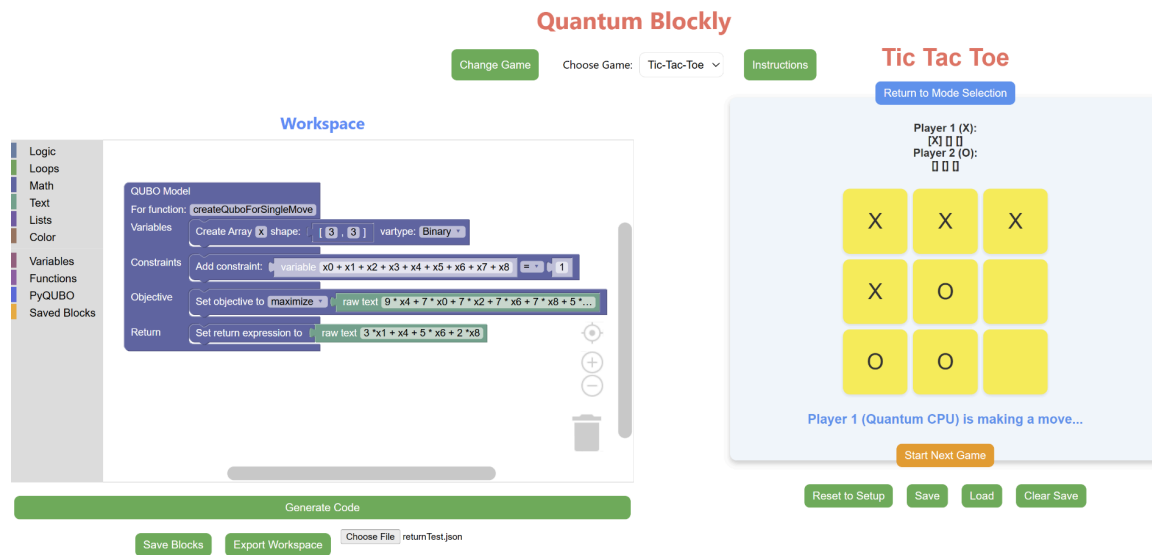 Quantum Blockly
Change Game
Choose Game:
Tic-Tac-Toe
Instructions
Workspace
Logic
Loops
Math
Text
Lists
Color
Variables
Functions
PyQUBO
Saved Blocks
QUBO Model
For function: createQuboForSingleMove
Variables Create Array x shape: [ 3 , 3 ] vartype: Binary
Constraints Add constraint: variable x0 + x1 + x2 + x3 + x4 + x5 + x6 + x7 + x8 = 1
Objective Set objective to maximize raw text 9 * x4 + 7 * x0 + 7 * x2 + 7 * x6 + 7 * x8 + 5 *...
Return Set return expression to raw text 3 *x1 + x4 + 5 * x6 + 2 *x8
Generate Code
Save Blocks
Export Workspace
Choose File returnTest.json
Tic Tac Toe
Return to Mode Selection
Player 1 (X):
[X] [] []
Player 2 (O):
[] [] []
X X X
X O
O O
Player 1 (Quantum CPU) is making a move...
Start Next Game
Reset to Setup
Save
Load
Clear Save